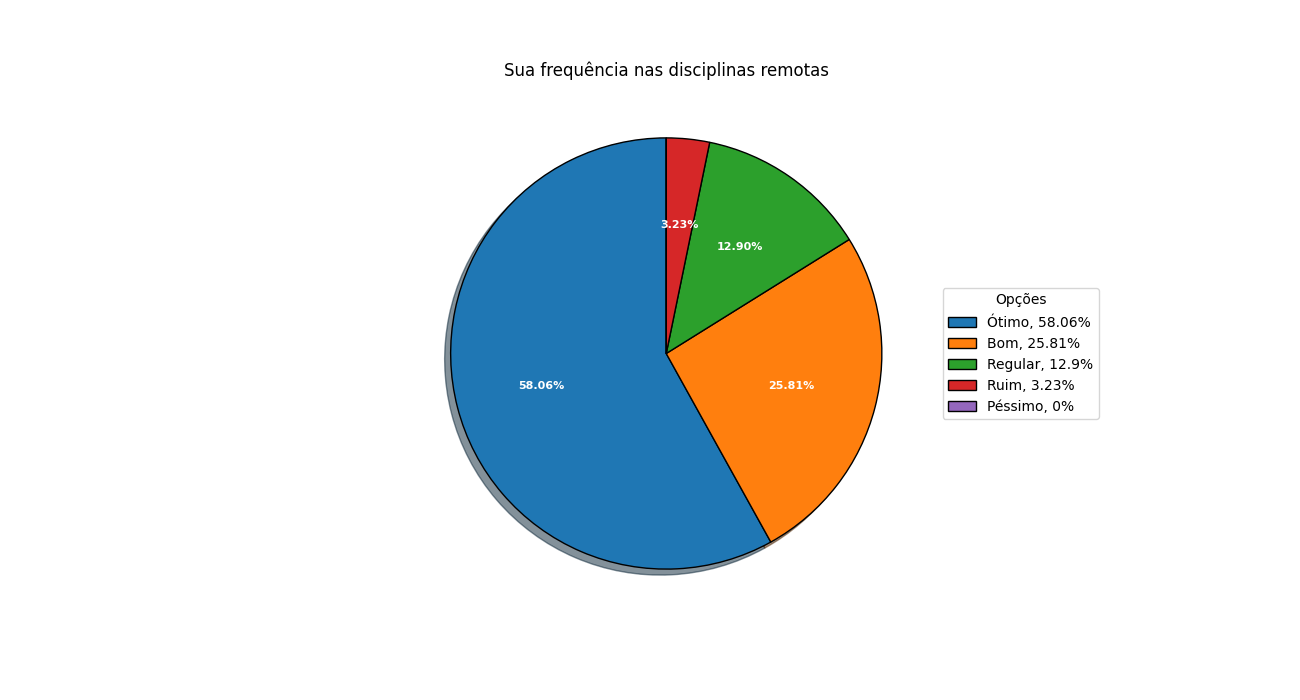 Sua frequência nas disciplinas remotas
3.23%
12.90%
58.06%
25.81%
Opções
Ótimo, 58.06%
Bom, 25.81%
Regular, 12.9%
Ruim, 3.23%
Péssimo, 0%